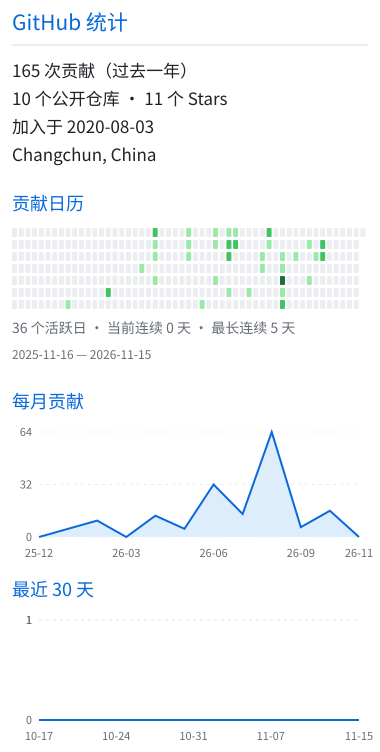 GitHub 统计
165 次贡献（过去一年）
10 个公开仓库 • 11 个 Stars
加入于 2020-08-03
Changchun, China
贡献日历
36 个活跃日 • 当前连续 0 天 • 最长连续 5 天
2025-11-16 — 2026-11-15
每月贡献
64
32
0
25-12 26-03 26-06 26-09 26-11
最近 30 天
1
0
10-17 10-24 10-31 11-07 11-15